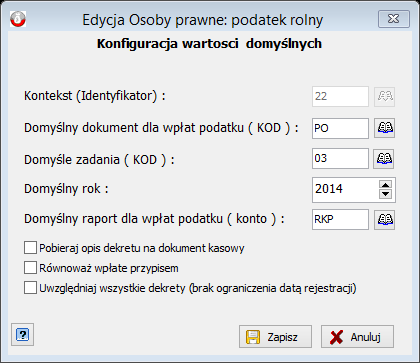 Edycja Osoby prawne: podatek rolny
Konfiguracja wartosci domyślnych
Kontekst (Identyfikator) : 22
Domyślny dokument dla wpłat podatku ( KOD ) : PO
Domyśle zadania ( KOD ) : 03
Domyślny rok : 2014
Domyślny raport dla wpłat podatku ( konto ) : RKP
Pobieraj opis dekretu na dokument kasowy
Równoważ wpłate przypisem
Uwzględniaj wszystkie dekrety (brak ograniczenia datą rejestracji)
? Zapisz Anuluj